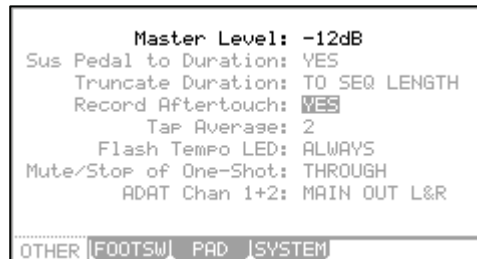 Master Level: -12dB
Sus Pedal to Duration: YES
Truncate Duration: TO SEQ LENGTH
Record Aftertouch: YES
Tap Average: 2
Flash Tempo LED: ALWAYS
Mute/Stop of One-Shot: THROUGH
ADAT Chan 1+2: MAIN OUT L&R
OTHER FOOTSW PAD SYSTEM